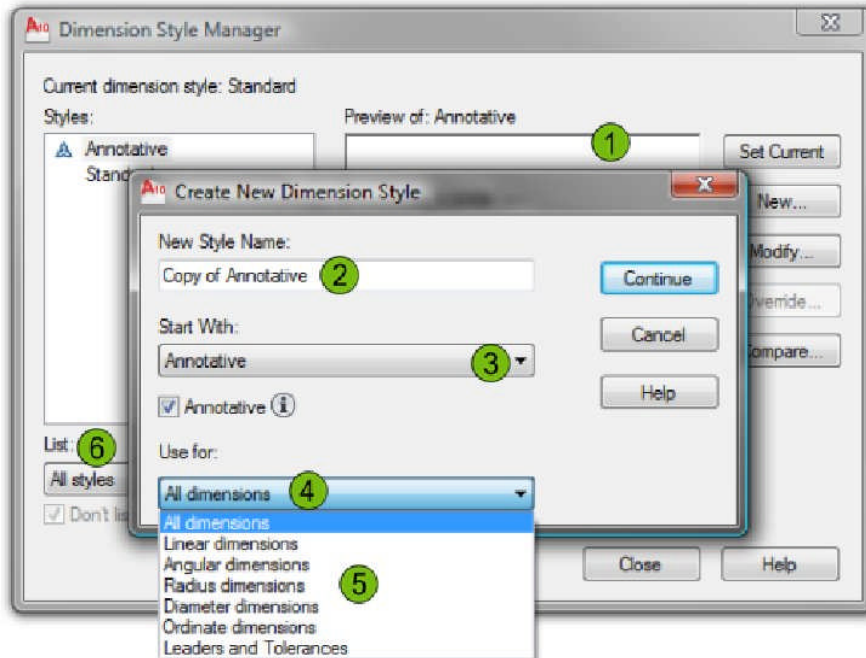 Dimension Style Manager
Current dimension style: Standard
Styles:
Preview of: Annotative
1
Annotative
Set Current
Create New Dimension Style
New...
New Style Name:
Modify...
Copy of Annotative 2
Continue
Start With:
Cancel
Annotative 3
Compare...
Annotative
Help
List: 6
Use for:
All styles
All dimensions 4
Don't
All dimensions
Linear dimensions
Angular dimensions
Radius dimensions 5
Diameter dimensions
Ordinate dimensions
Leaders and Tolerances
Close
Help